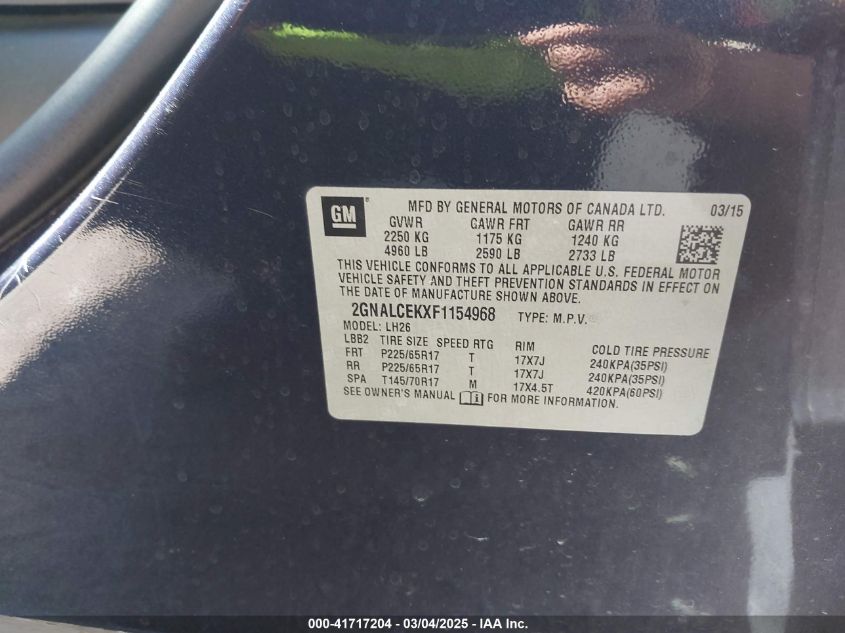 GM
MFD BY GENERAL MOTORS OF CANADA LTD. 03/15
GVWR GAWR FRT GAWR RR
2250 KG 1175 KG 1240 KG
4960 LB 2590 LB 2733 LB
THIS VEHICLE CONFORMS TO ALL APPLICABLE U.S. FEDERAL MOTOR
VEHICLE SAFETY AND THEFT PREVENTION STANDARDS IN EFFECT ON
THE DATE OF MANUFACTURE SHOWN ABOVE.
2GNALCEKXF1154968 TYPE: M.P.V.
MODEL: LH26
LBB2 TIRE SIZE SPEED RTG RIM COLD TIRE PRESSURE
FRT P225/65R17 T 17X7J 240KPA(35PSI)
RR P225/65R17 T 17X7J 240KPA(35PSI)
SPA T145/70R17 M 17X4.5T 420KPA(60PSI)
SEE OWNER'S MANUAL FOR MORE INFORMATION.
000-41717204 - 03/04/2025 - IAA Inc.